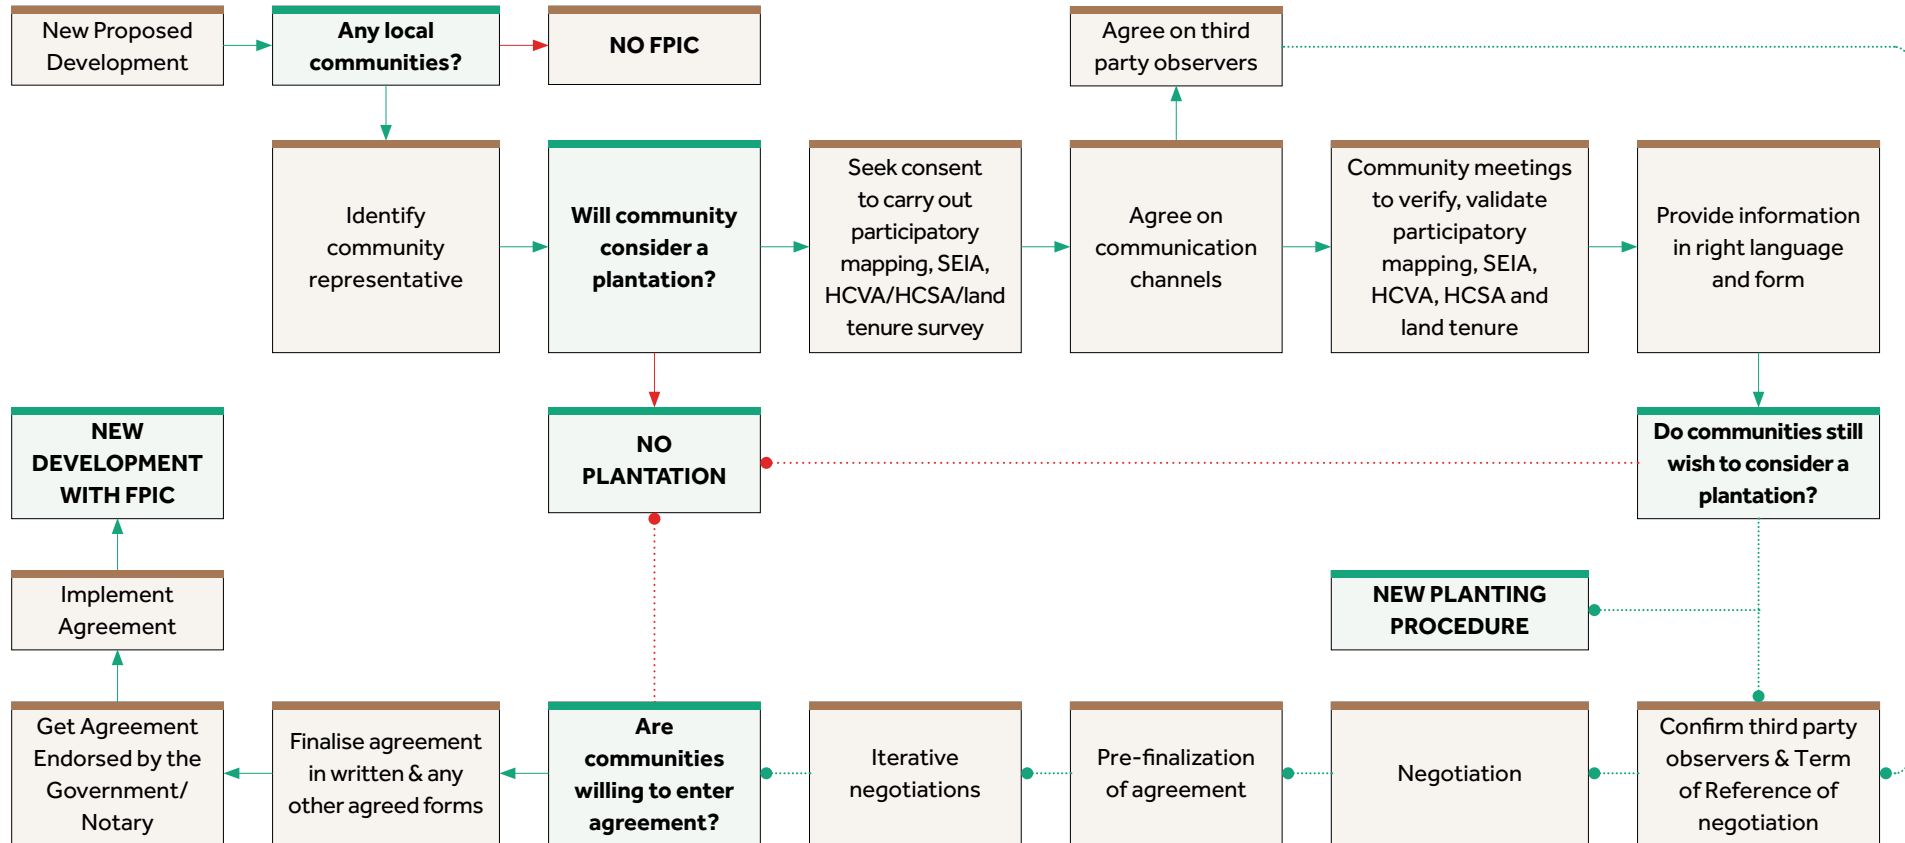 New Proposed
Development
Any local
communities?
NO FPIC
Agree on third
party observers
Identify
community
representative
Will community
consider a
plantation?
Seek consent
to carry out
participatory
mapping, SEIA,
HCVA/HCSA/land
tenure survey
Agree on
communication
channels
Community meetings
to verify, validate
participatory
mapping, SEIA,
HCVA, HCSA and
land tenure
Provide information
in right language
and form
NEW
DEVELOPMENT
WITH FPIC
NO
PLANTATION
Do communities still
wish to consider a
plantation?
Implement
Agreement
NEW PLANTING
PROCEDURE
Get Agreement
Endorsed by the
Government/
Notary
Finalise agreement
in written & any
other agreed forms
Are
communities
willing to enter
agreement?
Iterative
negotiations
Pre-finalization
of agreement
Negotiation
Confirm third party
observers & Term
of Reference of
negotiation